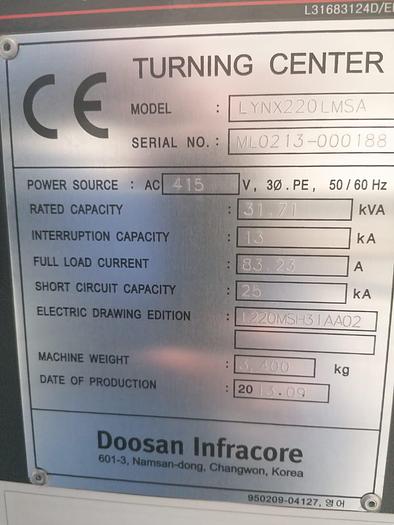 L31683124D/E
CE
TURNING CENTER
MODEL : LYNX220LMSA
SERIAL NO. : ML0213-000188
POWER SOURCE : AC 415 V, 3Ø.PE, 50/60 Hz
RATED CAPACITY : 31.71 kVA
INTERRUPTION CAPACITY : 13 kA
FULL LOAD CURRENT : 83.23 A
SHORT CIRCUIT CAPACITY : 25 kA
ELECTRIC DRAWING EDITION : L220MSH31AA02
MACHINE WEIGHT : 3,400 kg
DATE OF PRODUCTION : 2013.09
Doosan Infracore
601-3, Namsan-dong, Changwon, Korea
950209-04127, 영어